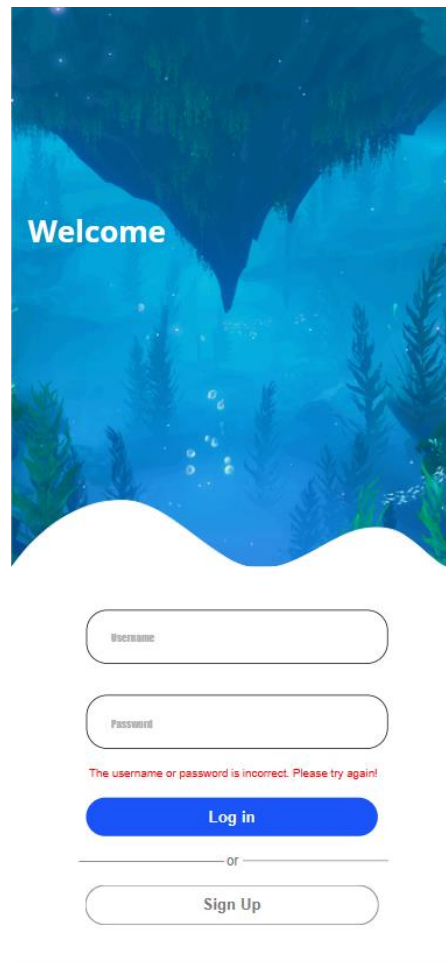 Welcome
Username
Password
The username or password is incorrect. Please try again!
Log in
or
Sign Up